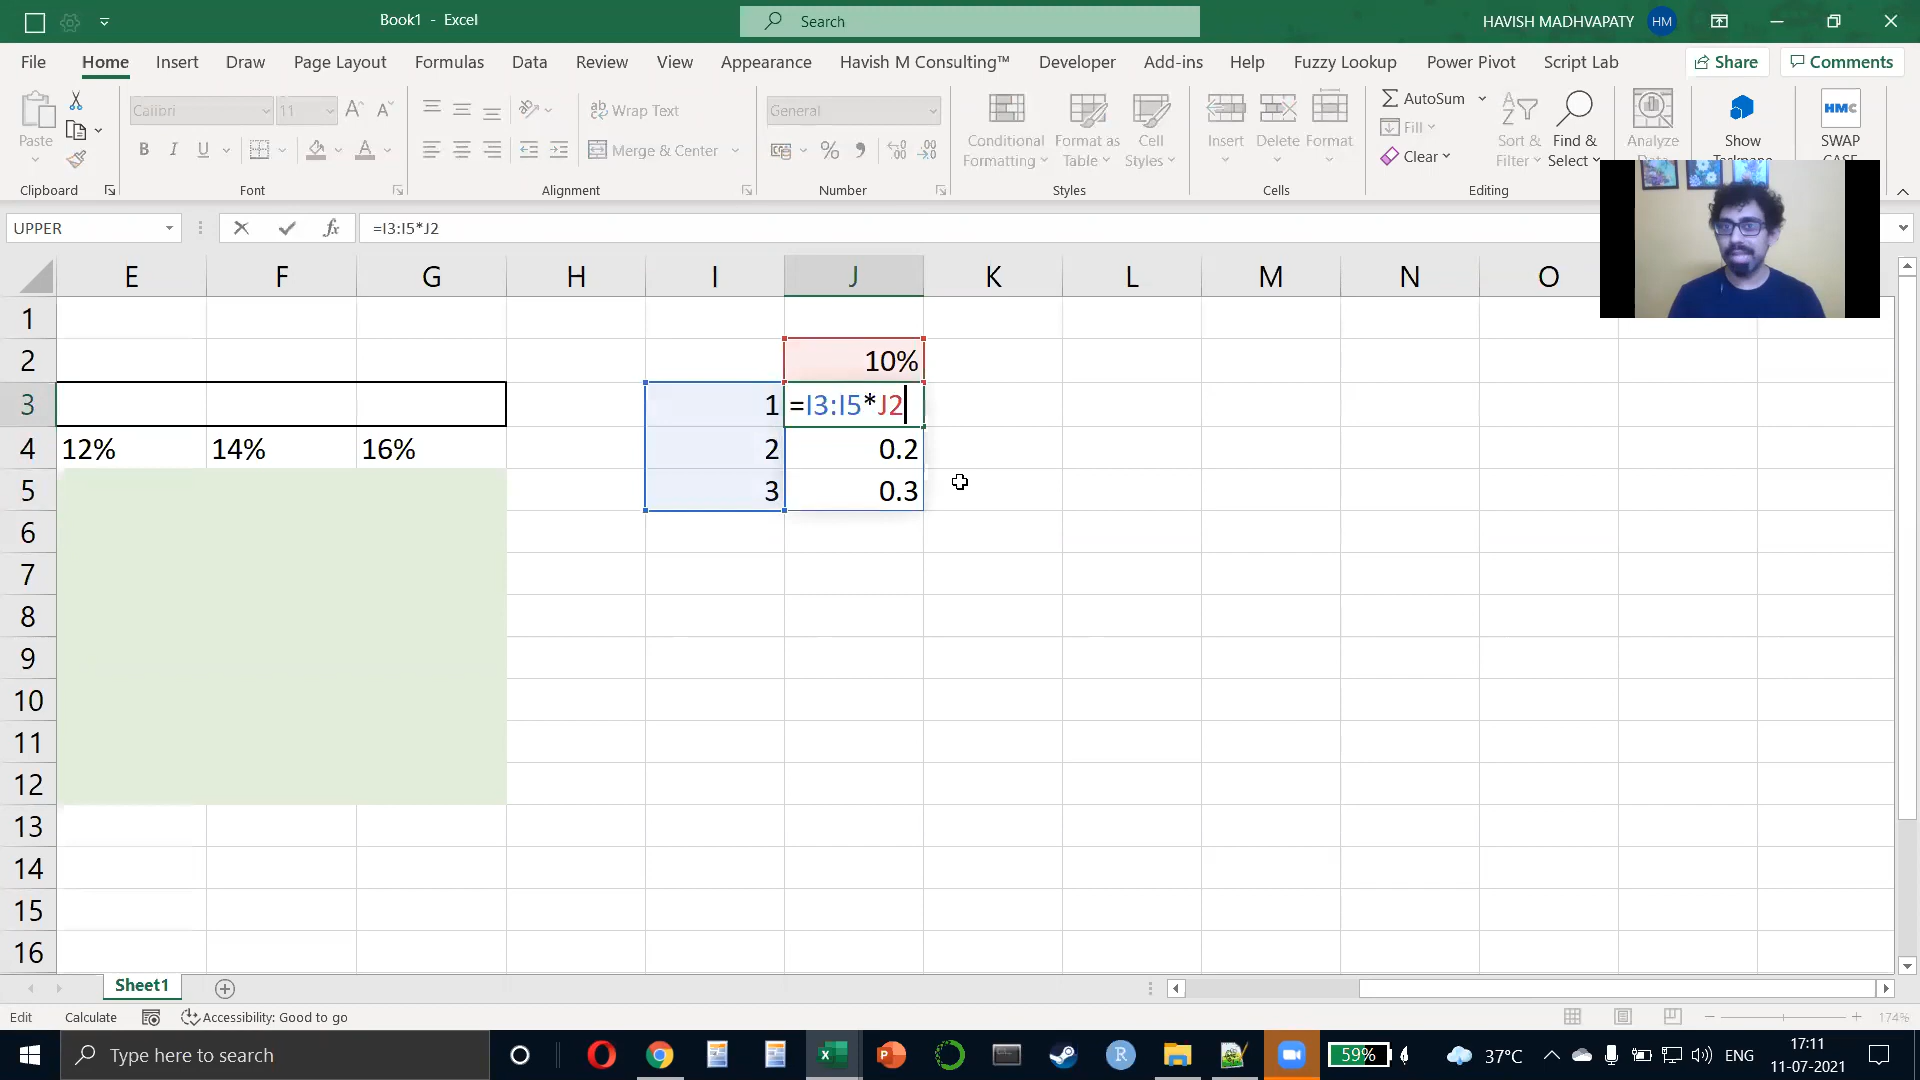 Book1 - Excel
Search
HAVISH MADHVAPATY
HM
File Home Insert Draw Page Layout Formulas Data Review View Appearance Havish M Consulting™ Developer Add-ins Help Fuzzy Lookup Power Pivot Script Lab Share Comments
Paste
Clipboard
Calibri 11
B I U
Font
Wrap Text
Merge & Center
Alignment
General
Number
Conditional Formatting
Format as Table
Cell Styles
Styles
Insert
Delete
Format
Cells
AutoSum
Fill
Clear
Sort & Filter
Find & Select
Editing
Analyze
Show
HMC
SWAP
UPPER fx =I3:I5*J2
E F G H I J K L M N O
1
2 10%
3 1 =I3:I5*J2
4 12% 14% 16% 2 0.2
5 3 0.3
6
7
8
9
10
11
12
13
14
15
16
Sheet1
Edit Calculate Accessibility: Good to go 174%
Type here to search
59%
37°C
ENG
17:11
11-07-2021